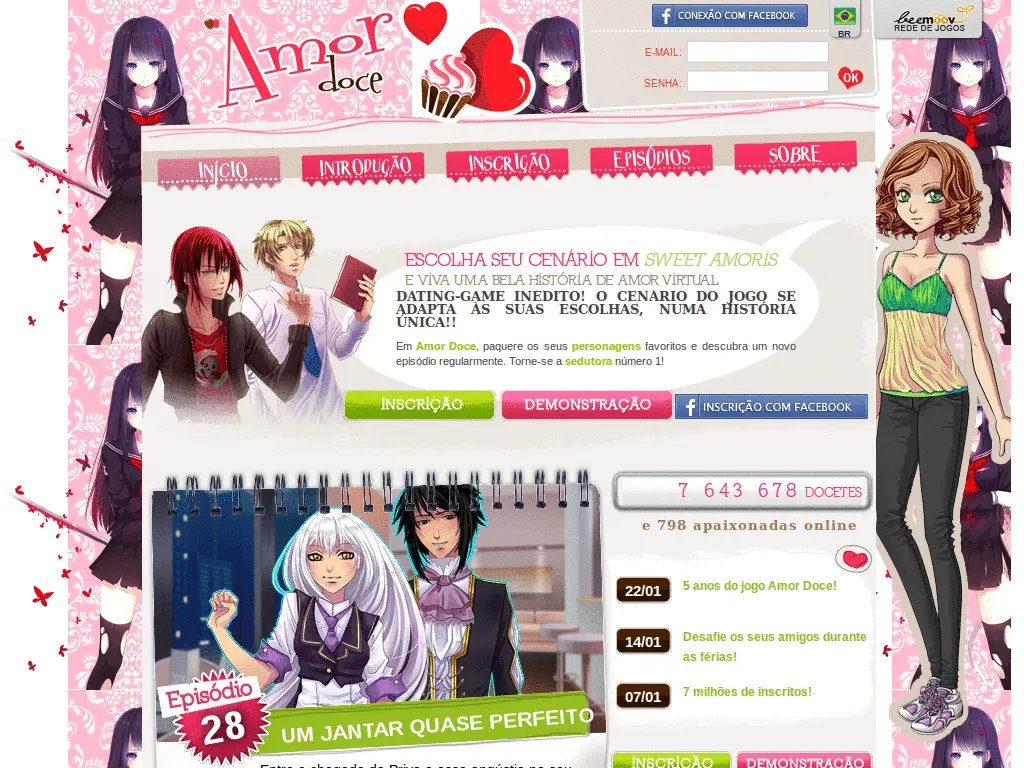 Amor
doce
CONEXÃO COM FACEBOOK
BR
beemoov
REDE DE JOGOS
E-MAIL:
SENHA:
OK
INÍCIO
INTRODUÇÃO
INSCRIÇÃO
EPISÓDIOS
SOBRE
ESCOLHA SEU CENÁRIO EM SWEET AMORIS
E VIVA UMA BELA HISTÓRIA DE AMOR VIRTUAL
DATING-GAME INEDITO! O CENARIO DO JOGO SE
ADAPTA ÀS SUAS ESCOLHAS, NUMA HISTÓRIA
ÚNICA!!
Em Amor Doce, paquere os seus personagens favoritos e descubra um novo
episódio regularmente. Torne-se a sedutora número 1!
INSCRIÇÃO
DEMONSTRAÇÃO
INSCRIÇÃO COM FACEBOOK
7 643 678 DOCETES
e 798 apaixonadas online
22/01 5 anos do jogo Amor Doce!
14/01 Desafie os seus amigos durante
as férias!
07/01 7 milhões de inscritos!
Episódio
28
UM JANTAR QUASE PERFEITO
INSCRIÇÃO
DEMONSTRAÇÃO